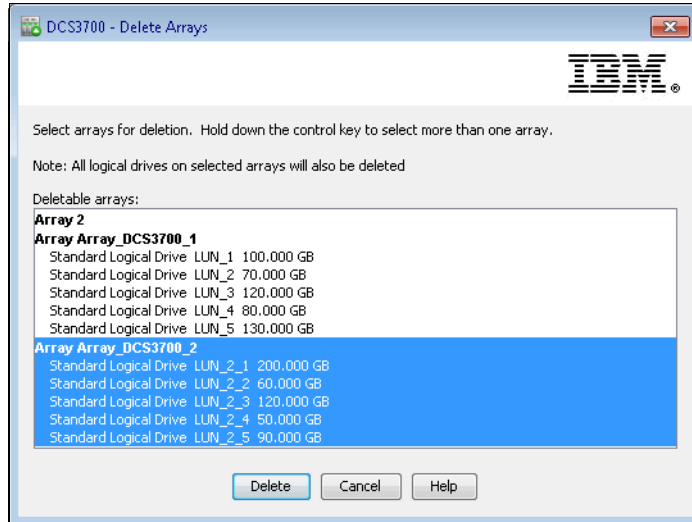 DCS3700 - Delete Arrays
IBM®
Select arrays for deletion. Hold down the control key to select more than one array.
Note: All logical drives on selected arrays will also be deleted
Deletable arrays:
Array 2
Array Array_DCS3700_1
Standard Logical Drive LUN_1 100.000 GB
Standard Logical Drive LUN_2 70.000 GB
Standard Logical Drive LUN_3 120.000 GB
Standard Logical Drive LUN_4 80.000 GB
Standard Logical Drive LUN_5 130.000 GB
Array Array_DCS3700_2
Standard Logical Drive LUN_2_1 200.000 GB
Standard Logical Drive LUN_2_2 60.000 GB
Standard Logical Drive LUN_2_3 120.000 GB
Standard Logical Drive LUN_2_4 50.000 GB
Standard Logical Drive LUN_2_5 90.000 GB
Delete Cancel Help